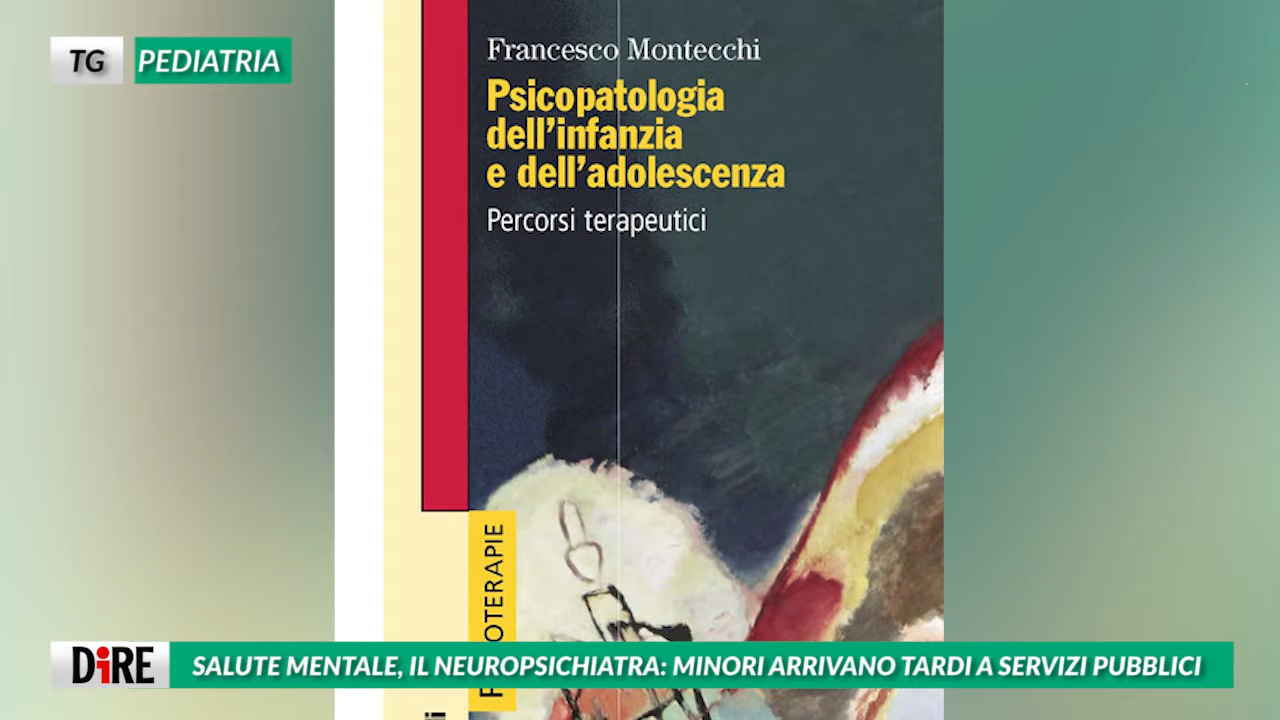 TG PEDIATRIA
Francesco Montecchi
Psicopatologia
dell'infanzia
e dell'adolescenza
Percorsi terapeutici
OTERAPIE
DiRE SALUTE MENTALE, IL NEUROPSICHIATRA: MINORI ARRIVANO TARDI A SERVIZI PUBBLICI